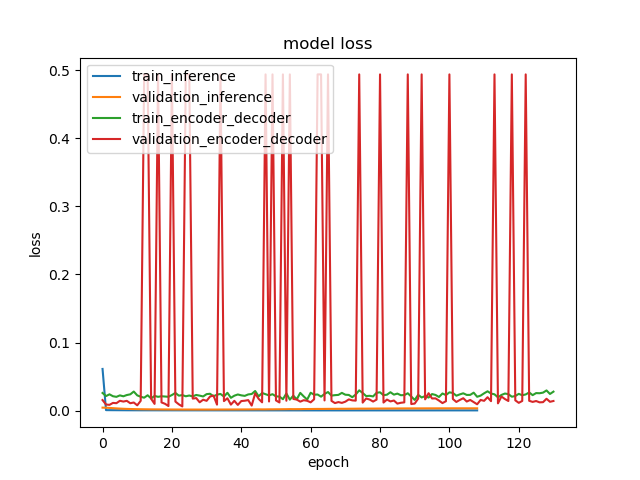 model loss
train_inference
validation_inference
train_encoder_decoder
validation_encoder_decoder
loss
0.5
0.4
0.3
0.2
0.1
0.0
0 20 40 60 80 100 120
epoch